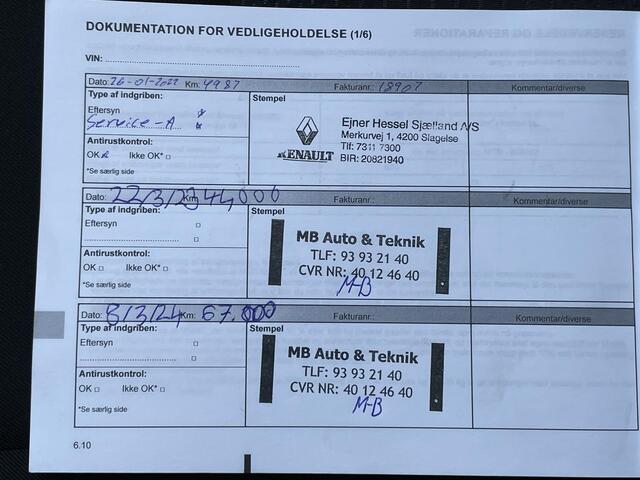 DOKUMENTATION FOR VEDLIGEHOLDELSE (1/6)
VIN:
Dato: 26-01-2022 Km: 4987 Fakturanr.: 18907 Kommentar/diverse
Type af indgriben:
Eftersyn
Service-A
Antirustkontrol:
OK Ikke OK*
*Se særlig side
Stempel
Ejner Hessel Sjælland A/S
Merkurvej 1, 4200 Slagelse
Tlf: 7311 7300
RENAULT BIR: 20821940
Dato: 22/3/23 Km: 44,000 Fakturanr.: Kommentar/diverse
Type af indgriben:
Eftersyn
Antirustkontrol:
OK Ikke OK*
*Se særlig side
Stempel
MB Auto & Teknik
TLF: 93 93 21 40
CVR NR: 40 12 46 40
M-B
Dato: 8/3/24 Km: 67.000 Fakturanr.: Kommentar/diverse
Type af indgriben:
Eftersyn
Antirustkontrol:
OK Ikke OK*
*Se særlig side
Stempel
MB Auto & Teknik
TLF: 93 93 21 40
CVR NR: 40 12 46 40
M-B
6.10